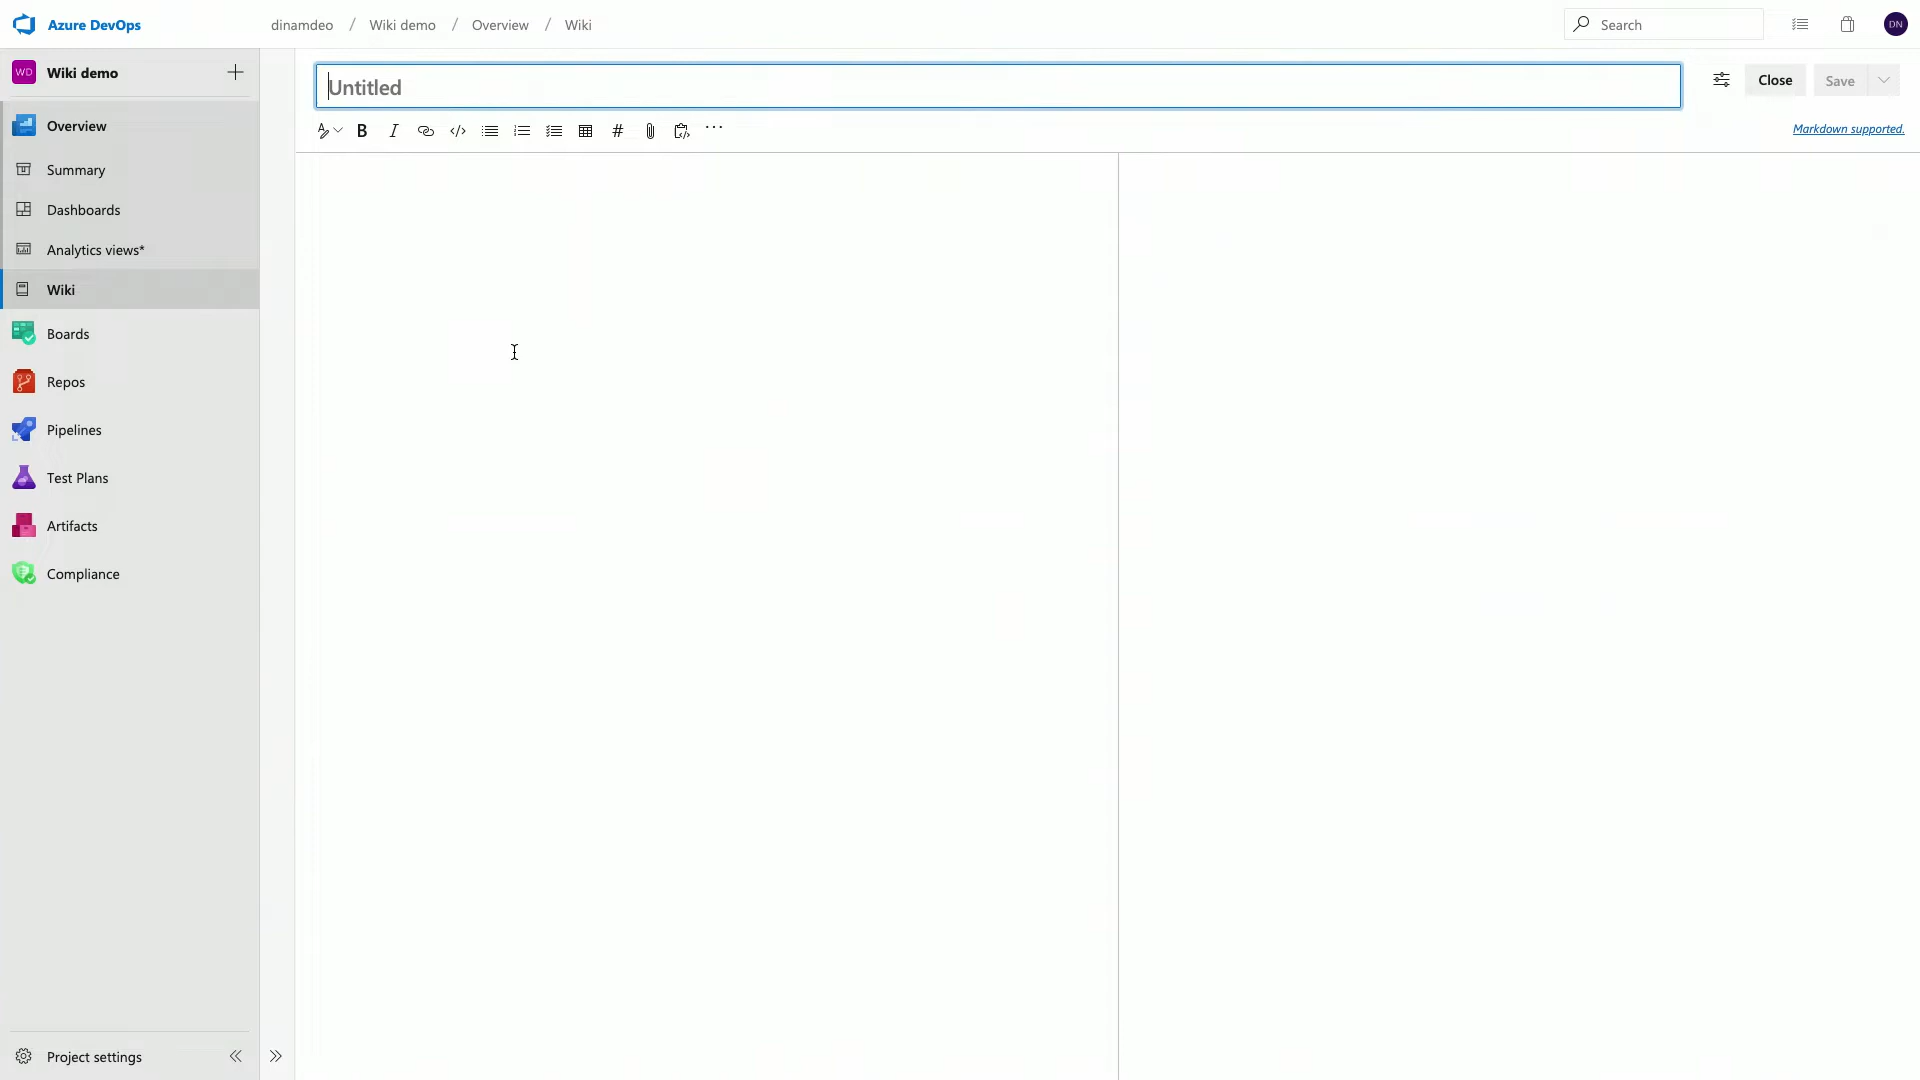 Azure DevOps
dinamdeo / Wiki demo / Overview / Wiki
Search
DN
WD Wiki demo
Untitled
Close
Save
Markdown supported.
Overview
Summary
Dashboards
Analytics views*
Wiki
Boards
Repos
Pipelines
Test Plans
Artifacts
Compliance
Project settings